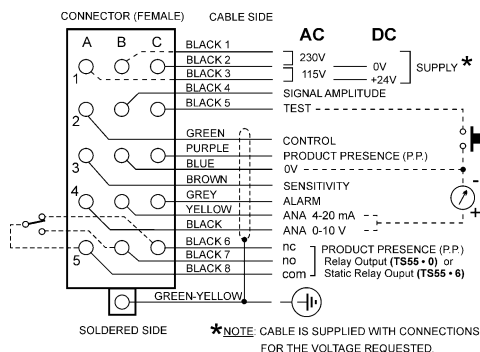 CONNECTOR (FEMALE) CABLE SIDE
A B C AC DC
BLACK 1
BLACK 2 230V 0V
1 BLACK 3 115V +24V SUPPLY *
BLACK 4 SIGNAL AMPLITUDE
BLACK 5 TEST
2 GREEN CONTROL
PURPLE PRODUCT PRESENCE (P.P.)
BLUE 0V
3 BROWN SENSITIVITY -
GREY ALARM +
4 YELLOW ANA 4-20 mA
BLACK ANA 0-10 V
BLACK 6 nc PRODUCT PRESENCE (P.P.)
BLACK 7 no Relay Output (TS55 • 0) or
5 BLACK 8 com Static Relay Ouput (TS55 • 6)
GREEN-YELLOW
SOLDERED SIDE
*NOTE: CABLE IS SUPPLIED WITH CONNECTIONS
FOR THE VOLTAGE REQUESTED.